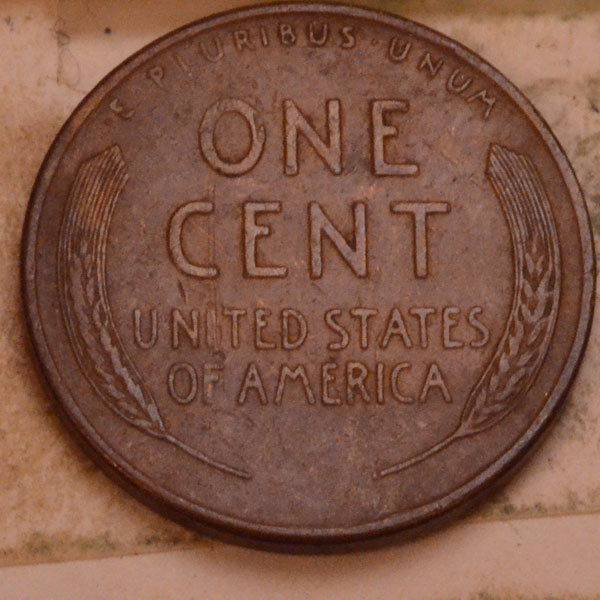 E PLURIBUS · UNUM
ONE
CENT
UNITED STATES
OF AMERICA